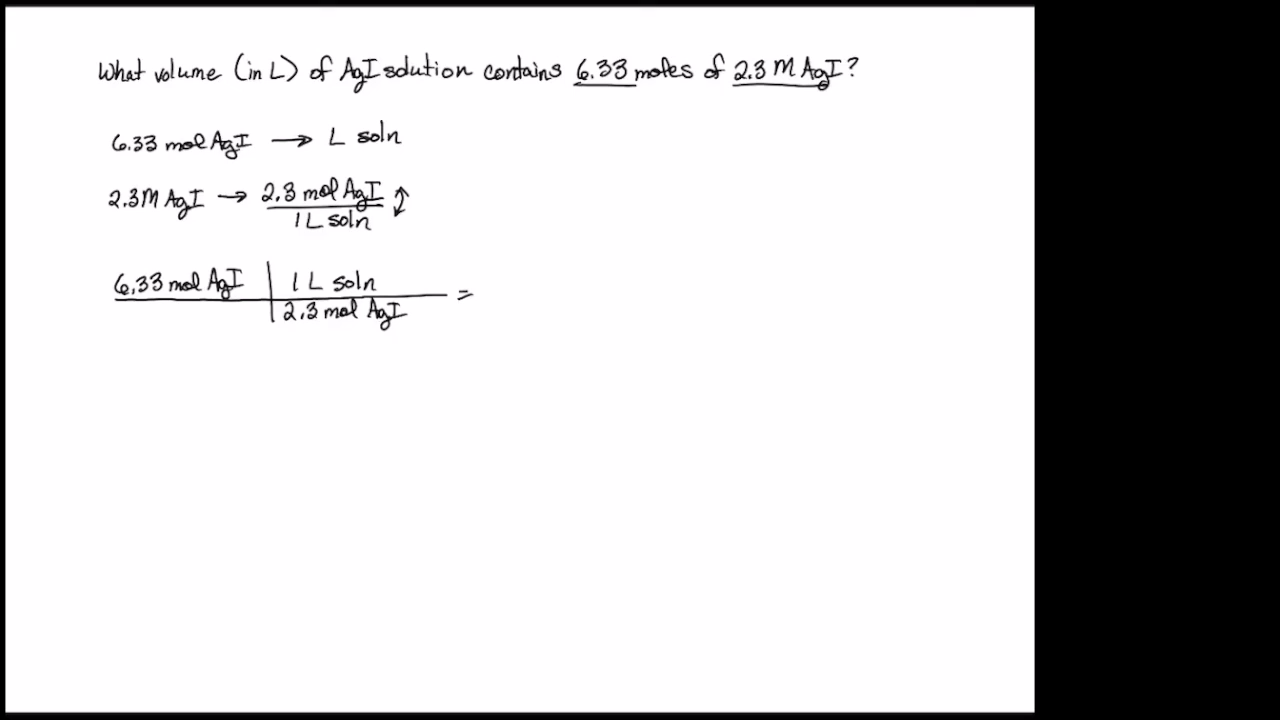 What volume (in L) of AgI solution contains 6.33 moles of 2.3 M AgI?
6.33 mol AgI → L soln
2.3M AgI → 2.3 mol AgI
1 L soln
6.33 mol AgI | 1 L soln =
2.3 mol AgI